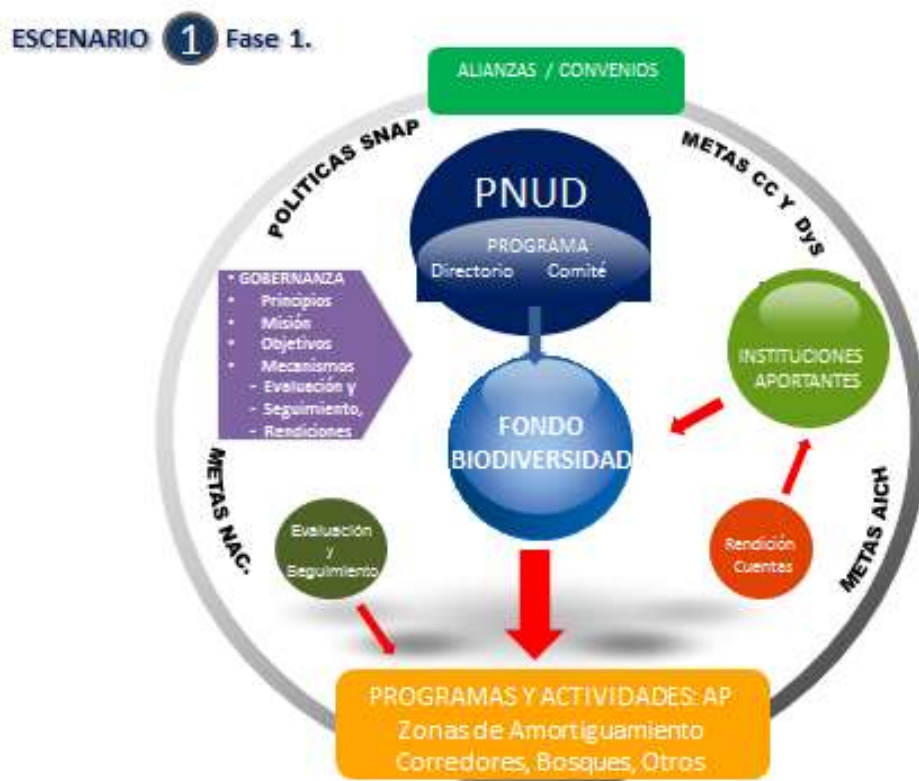 ESCENARIO 1 Fase 1.
ALIANZAS / CONVENIOS
POLITICAS SNAP
METAS CC Y DyS
PNUD
PROGRAMA
Directorio Comité
• GOBERNANZA
• Principios
• Misión
• Objetivos
• Mecanismos
- Evaluación y
- Seguimiento,
- Rendiciones
INSTITUCIONES
APORTANTES
FONDO
BIODIVERSIDAD
METAS NAC.
METAS AICH
Evaluación
y
Seguimiento
Rendición
Cuentas
PROGRAMAS Y ACTIVIDADES: AP
Zonas de Amortiguamiento
Corredores, Bosques, Otros